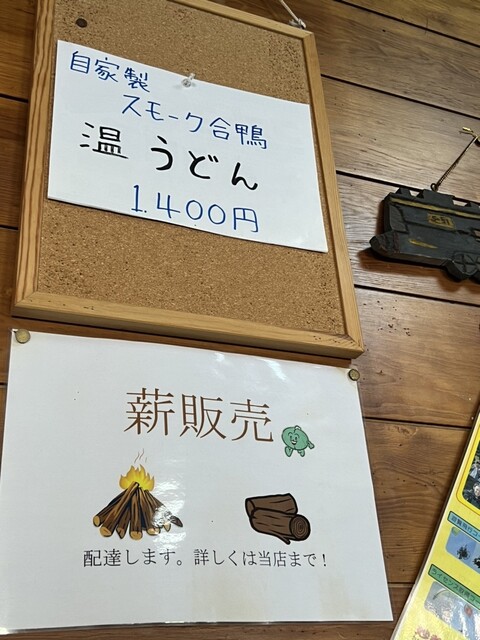 自家製
スモーク合鴨
温うどん
1.400円
薪販売
配達します。詳しくは当店まで！